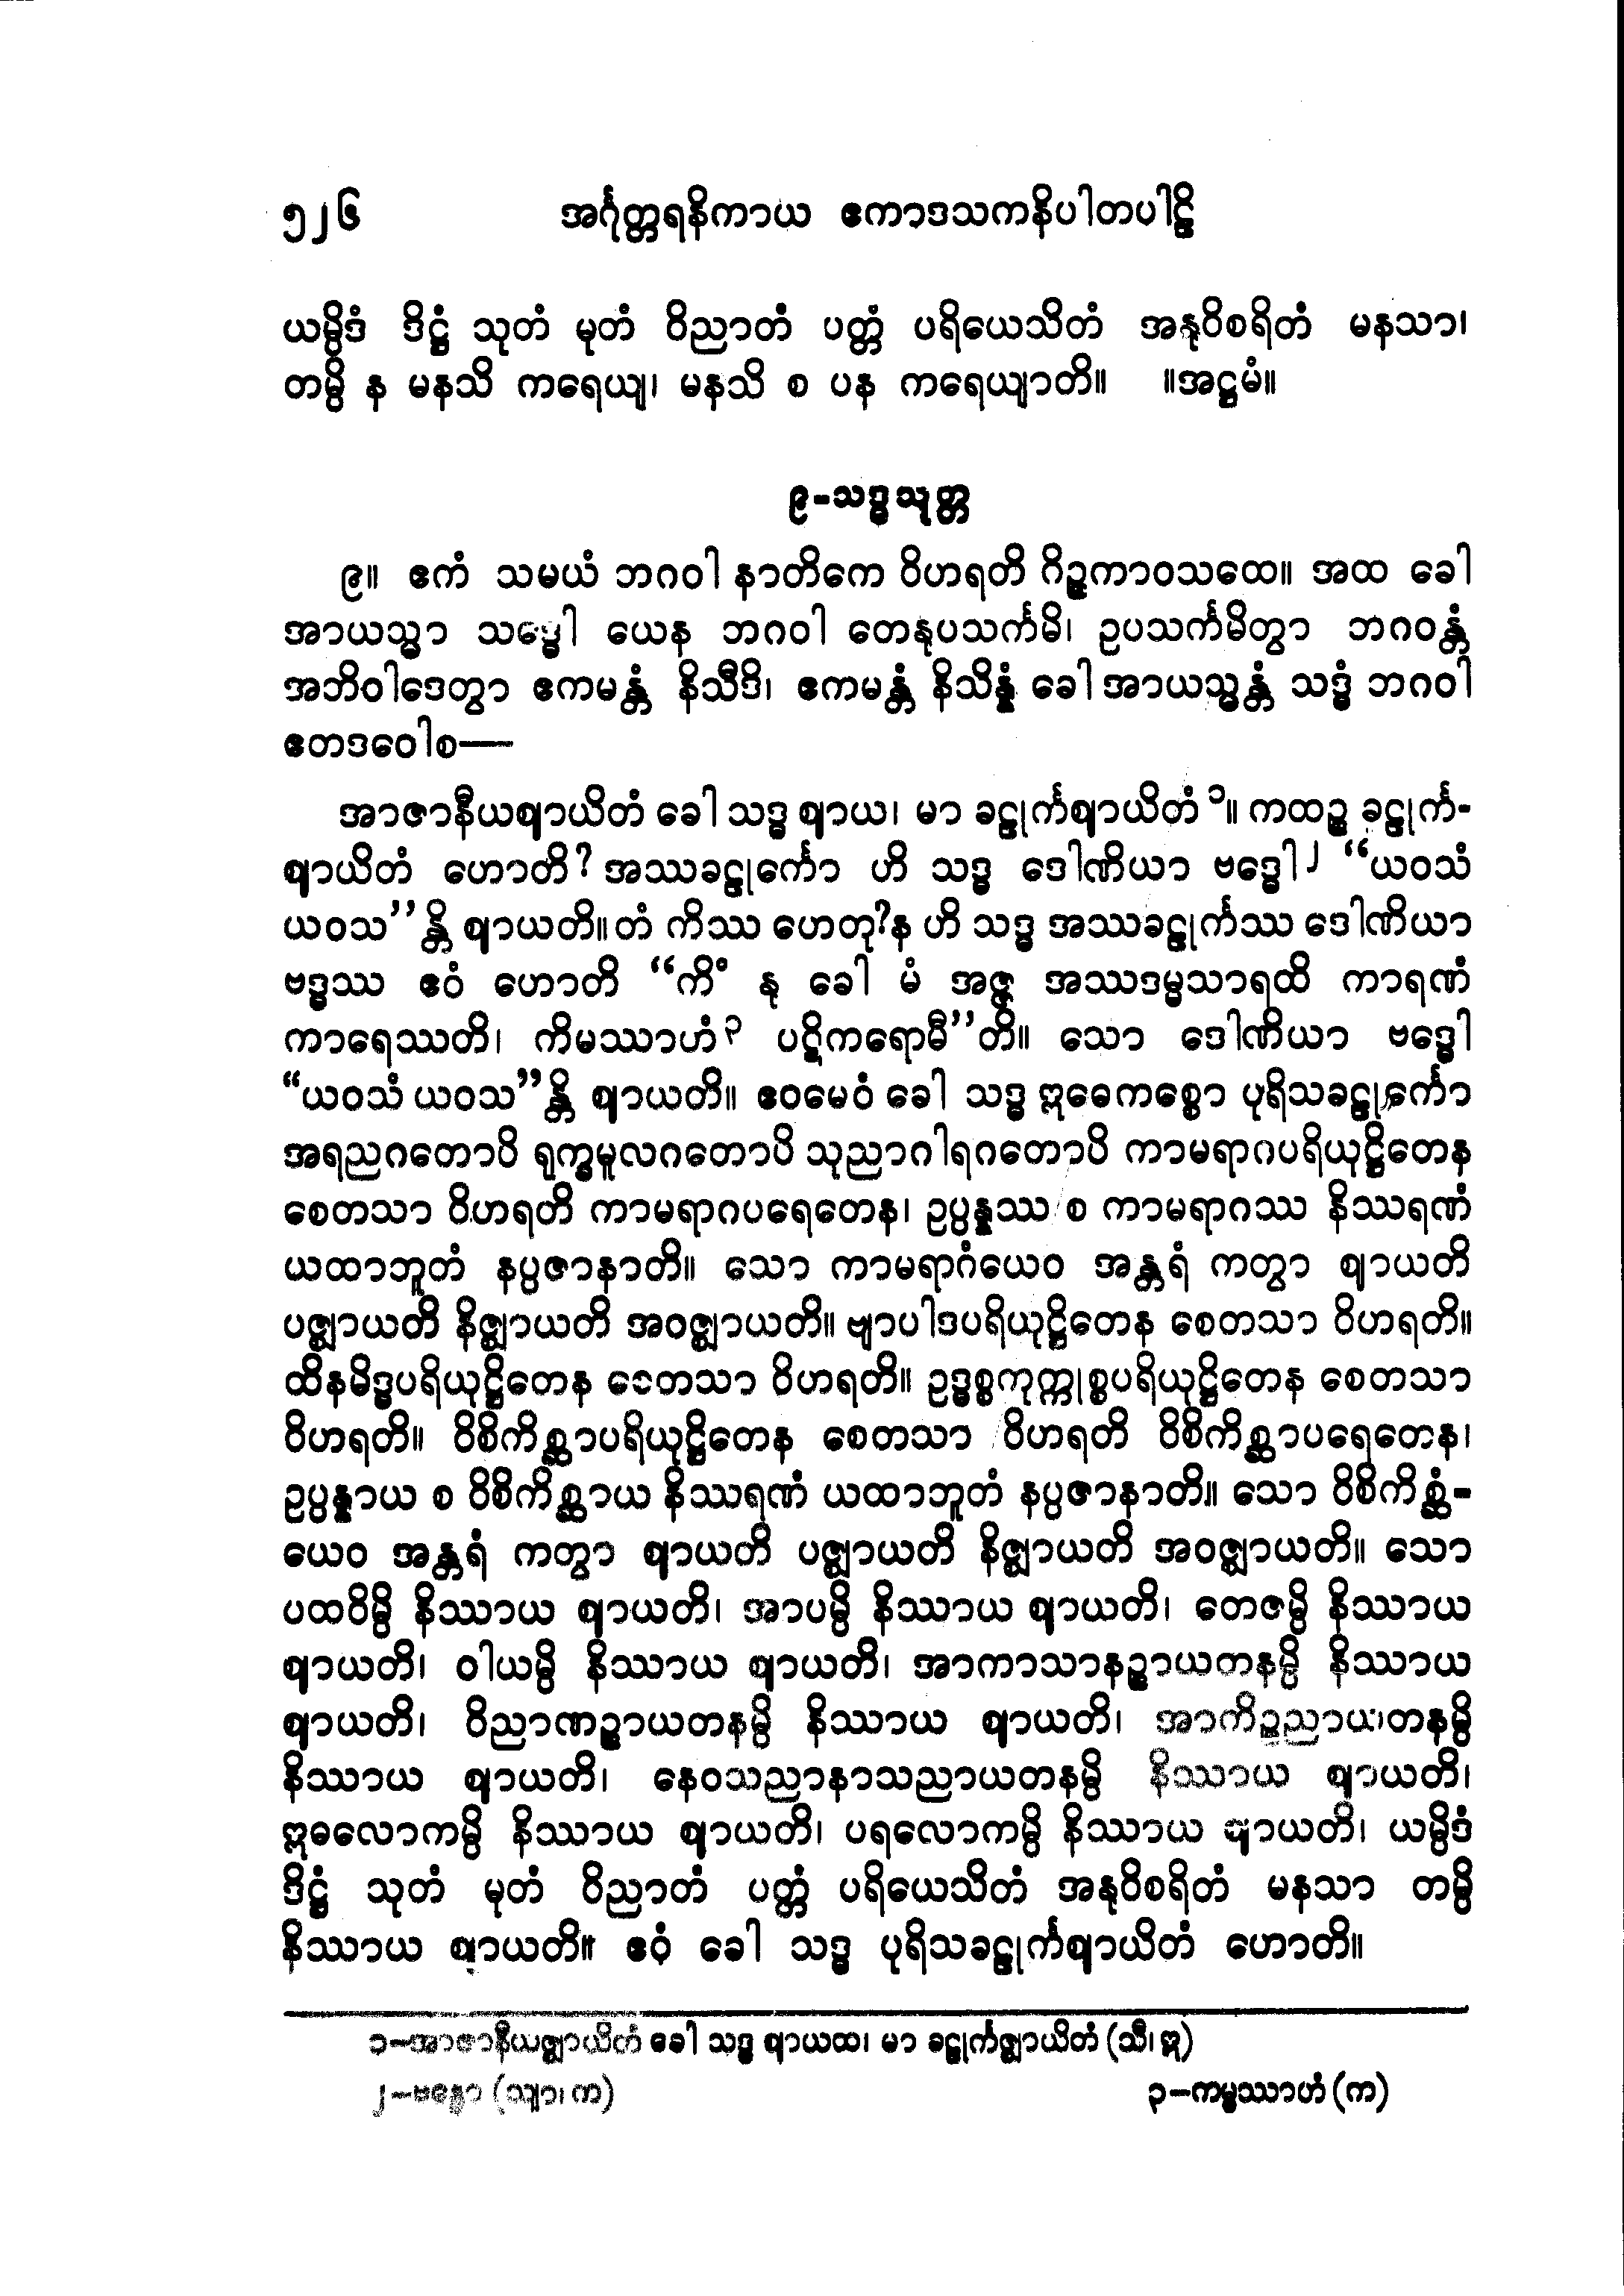 ၅၂၆ အင်္ဂုတ္တရနိကာယ ဧကာဒသကနိပါတပါဠိ
ယမ္ပိဒံ ဒိဋ္ဌံ သုတံ မုတံ ဝိညာတံ ပတ္တံ ပရိယေသိတံ အနုဝိစရိတံ မနသာ၊
တမ္ပိ န မနသိ ကရေယျ၊ မနသိ စ ပန ကရေယျာတိ။ ။အဋ္ဌမံ။
၉-သဒ္ဓသုတ္တ
၉။ ဧကံ သမယံ ဘဂဝါ နာတိကေ ဝိဟရတိ ဂိဉ္ဇကာဝသထေ။ အထ ခေါ
အာယသ္မာ သဒ္ဓေါ ယေန ဘဂဝါ တေနုပသင်္ကမိ၊ ဥပသင်္ကမိတွာ ဘဂဝန္တံ
အဘိဝါဒေတွာ ဧကမန္တံ နိသီဒိ၊ ဧကမန္တံ နိသိန္နံ ခေါ အာယသ္မန္တံ သဒ္ဓံ ဘဂဝါ
ဧတဒဝေါစ—
အာဇာနီယဈာယိတံ ခေါ သဒ္ဓ ဈာယ၊ မာ ခဠုင်္ကဈာယိတံ ၁။ ကထဉ္စ ခဠုင်္က-
ဈာယိတံ ဟောတိ? အဿခဠုင်္ကော ဟိ သဒ္ဓ ဒေါဏိယာ ဗဒ္ဓေါ ၂ “ယဝသံ
ယဝသ”န္တိ ဈာယတိ။ တံ ကိဿ ဟေတု?န ဟိ သဒ္ဓ အဿခဠုင်္ကဿ ဒေါဏိယာ
ဗဒ္ဓဿ ဧဝံ ဟောတိ “ကိံ နု ခေါ မံ အဇ္ဇ အဿဒမ္မသာရထိ ကာရဏံ
ကာရေဿတိ၊ ကိမဿာဟံ ၃ ပဋိကရောမီ”တိ။ သော ဒေါဏိယာ ဗဒ္ဓေါ
“ယဝသံ ယဝသ”န္တိ ဈာယတိ။ ဧဝမေဝံ ခေါ သဒ္ဓ ဣဓေကစ္စော ပုရိသခဠုင်္ကော
အရညဂတောပိ ရုက္ခမူလဂတောပိ သုညာဂါရဂတောပိ ကာမရာဂပရိယုဋ္ဌိတေန
စေတသာ ဝိဟရတိ ကာမရာဂပရေတေန၊ ဥပ္ပန္နဿ စ ကာမရာဂဿ နိဿရဏံ
ယထာဘူတံ နပ္ပဇာနာတိ။ သော ကာမရာဂံယေဝ အန္တရံ ကတွာ ဈာယတိ
ပဇ္ဈာယတိ နိဇ္ဈာယတိ အဝဇ္ဈာယတိ။ ဗျာပါဒပရိယုဋ္ဌိတေန စေတသာ ဝိဟရတိ။
ထိနမိဒ္ဓပရိယုဋ္ဌိတေန စေတသာ ဝိဟရတိ။ ဥဒ္ဓစ္စကုက္ကုစ္စပရိယုဋ္ဌိတေန စေတသာ
ဝိဟရတိ။ ဝိစိကိစ္ဆာပရိယုဋ္ဌိတေန စေတသာ ဝိဟရတိ ဝိစိကိစ္ဆာပရေတေန၊
ဥပ္ပန္နာယ စ ဝိစိကိစ္ဆာယ နိဿရဏံ ယထာဘူတံ နပ္ပဇာနာတိ။ သော ဝိစိကိစ္ဆံ-
ယေဝ အန္တရံ ကတွာ ဈာယတိ ပဇ္ဈာယတိ နိဇ္ဈာယတိ အဝဇ္ဈာယတိ။ သော
ပထဝိမ္ပိ နိဿာယ ဈာယတိ၊ အာပမ္ပိ နိဿာယ ဈာယတိ၊ တေဇမ္ပိ နိဿာယ
ဈာယတိ၊ ဝါယမ္ပိ နိဿာယ ဈာယတိ၊ အာကာသာနဉ္စာယတနမ္ပိ နိဿာယ
ဈာယတိ၊ ဝိညာဏဉ္စာယတနမ္ပိ နိဿာယ ဈာယတိ၊ အာကိဉ္စညာယတနမ္ပိ
နိဿာယ ဈာယတိ၊ နေဝသညာနာသညာယတနမ္ပိ နိဿာယ ဈာယတိ၊
ဣဓလောကမ္ပိ နိဿာယ ဈာယတိ၊ ပရလောကမ္ပိ နိဿာယ ဈာယတိ၊ ယမ္ပိဒံ
ဒိဋ္ဌံ သုတံ မုတံ ဝိညာတံ ပတ္တံ ပရိယေသိတံ အနုဝိစရိတံ မနသာ တမ္ပိ
နိဿာယ ဈာယတိ။ ဧဝံ ခေါ သဒ္ဓ ပုရိသခဠုင်္ကဈာယိတံ ဟောတိ။
၁-အာဇာနီယဇ္ဈာယိတံ ခေါ သဒ္ဓ ဈာယထ၊ မာ ခဠုင်္ကဇ္ဈာယိတံ (သီ၊ ဣ)
၂-ဗန္ဓော (သျာ၊ က) ၃-ကမ္မဿာဟံ (က)